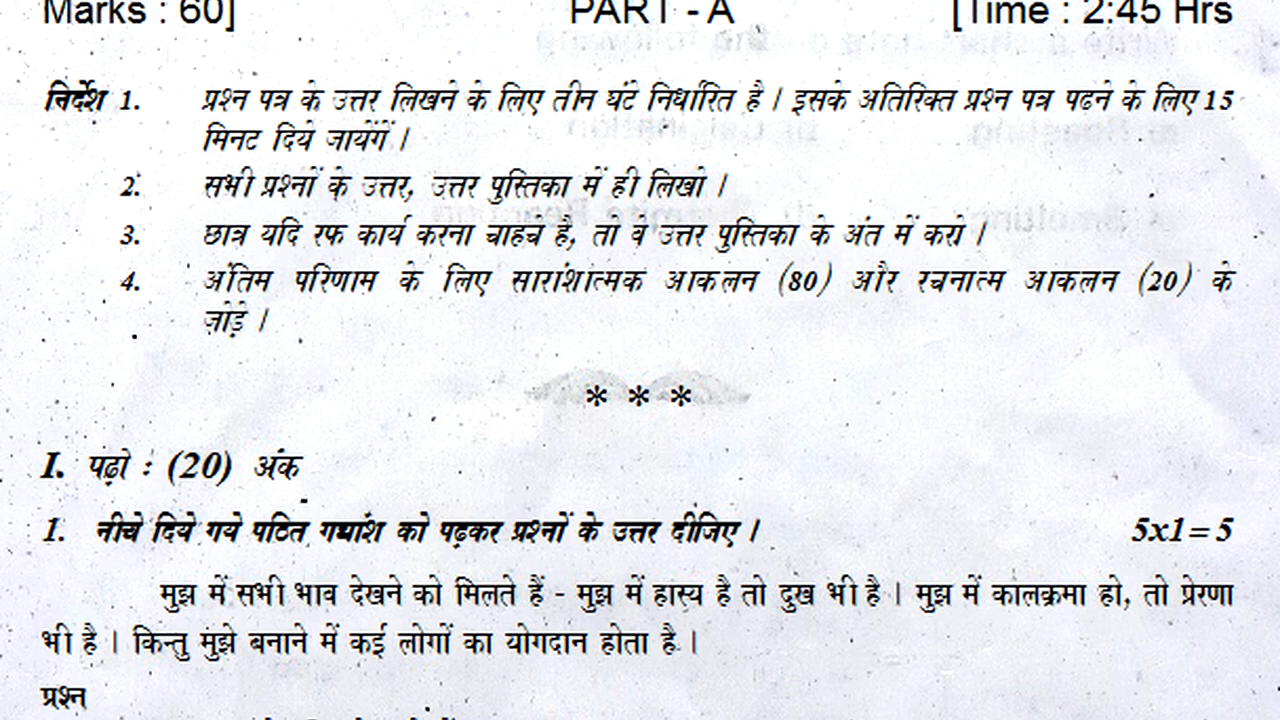 Marks : 60] PART - A [Time : 2:45 Hrs
निर्देश 1. प्रश्न पत्र के उत्तर लिखने के लिए तीन घंटे निर्धारित है । इसके अतिरिक्त प्रश्न पत्र पढने के लिए 15
मिनट दिये जायेंगें ।
2. सभी प्रश्नों के उत्तर, उत्तर पुस्तिका में ही लिखो ।
3. छात्र यदि रफ कार्य करना चाहच है, तो वे उत्तर पुस्तिका के अंत में करो ।
4. अंतिम परिणाम के लिए सारांशात्मक आकलन (80) और रचनात्म आकलन (20) के
जोड़े ।
* * *
I. पढ़ो : (20) अंक
I. नीचे दिये गये पठित गद्यांश को पढ़कर प्रश्नों के उत्तर दीजिए । 5x1= 5
मुझ में सभी भाव देखने को मिलते हैं - मुझ में हास्य है तो दुख भी है । मुझ में कालक्रमा हो, तो प्रेरणा
भी है । किन्तु मुझे बनाने में कई लोगों का योगदान होता है ।
प्रश्न